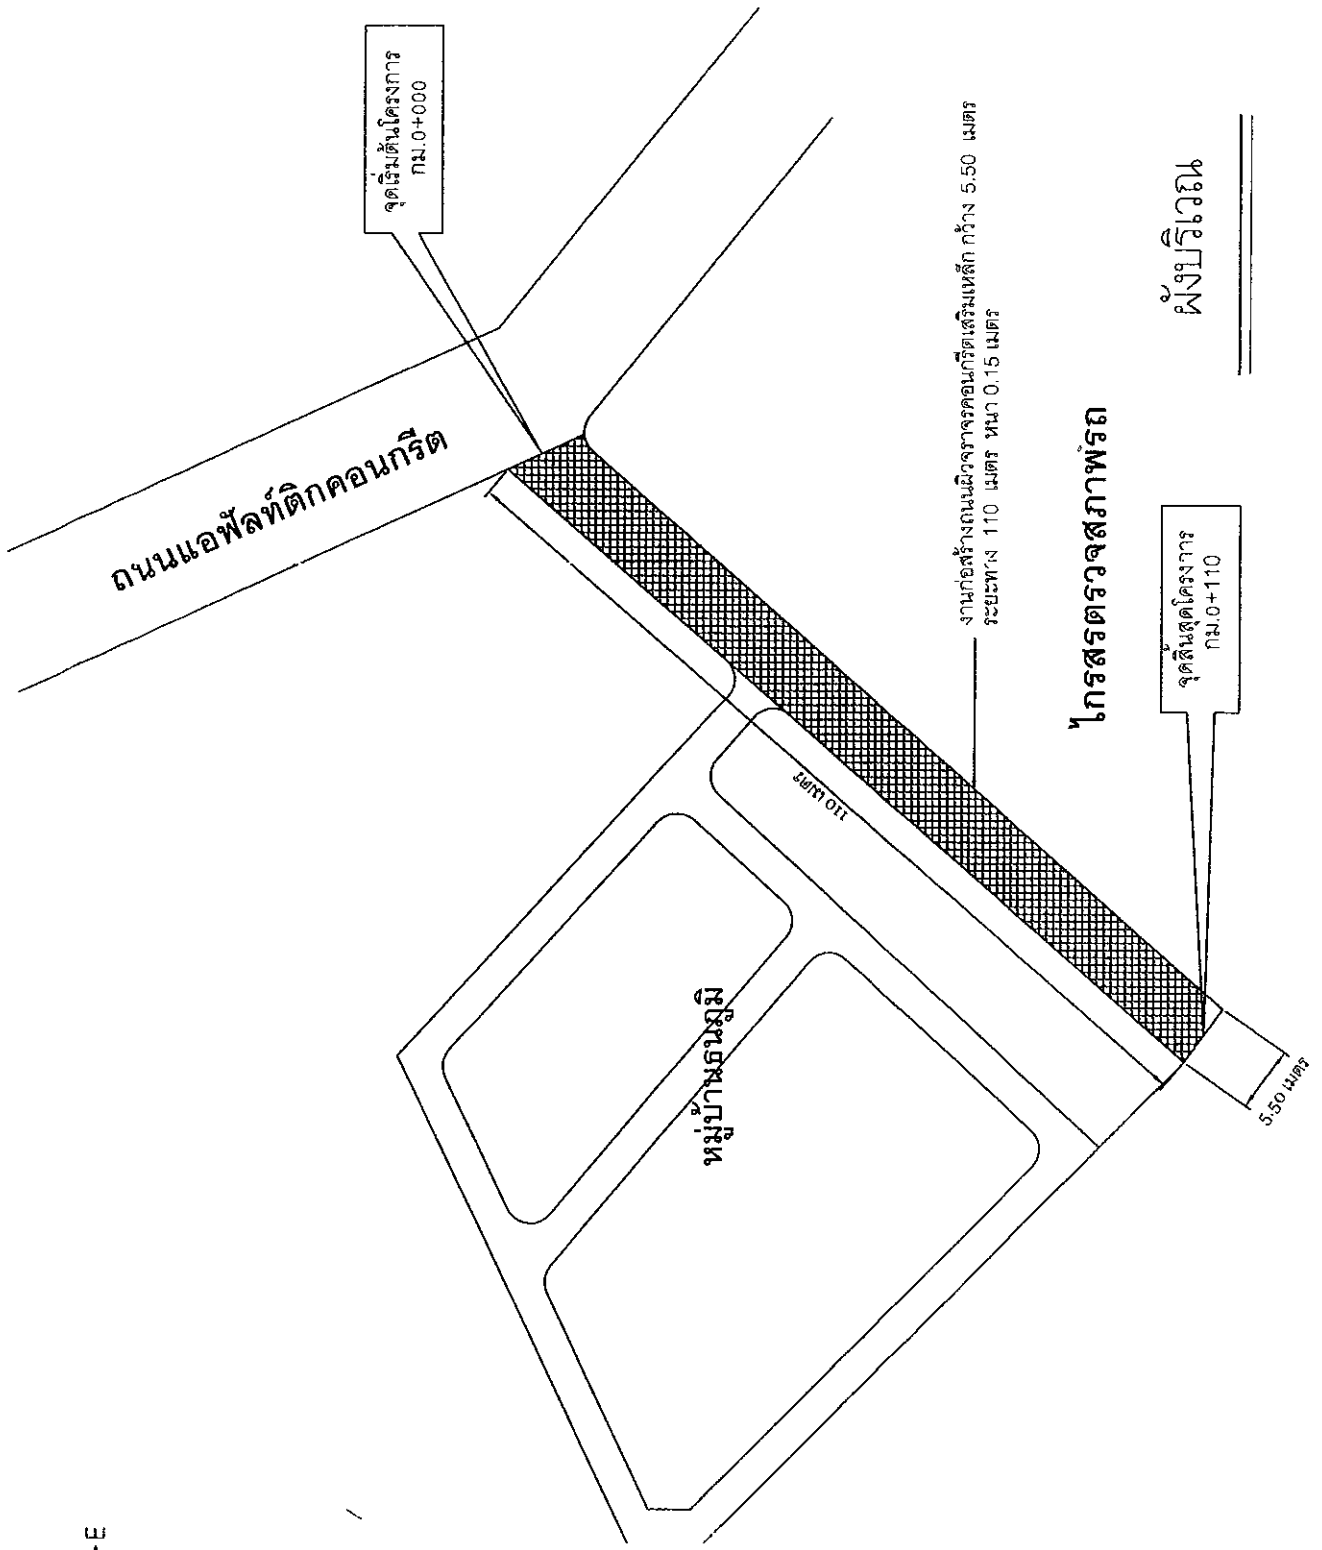 จุดเริ่มต้นโครงการ
กม.0+000
ถนนแอฟัลท์ติกคอนกรีต
งานก่อสร้างถนนผิวจราจรคอนกรีตเสริมเหล็ก กว้าง 5.50 เมตร
ระยะทาง 110 เมตร หนา 0.15 เมตร
110 เมตร
ไกรสรตรวจสภาพรถ
หมู่บ้านธนภูมิ
จุดสิ้นสุดโครงการ
กม.0+110
5.50 เมตร
ผังบริเวณ
E